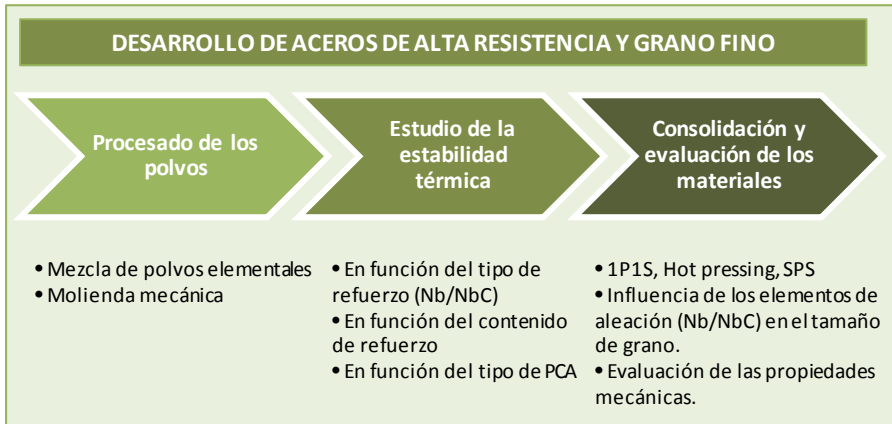 DESARROLLO DE ACEROS DE ALTA RESISTENCIA Y GRANO FINO
Procesado de los
polvos
Estudio de la
estabilidad
térmica
Consolidación y
evaluación de los
materiales
• Mezcla de polvos elementales
• Molienda mecánica
• En función del tipo de
refuerzo (Nb/NbC)
• En función del contenido
de refuerzo
• En función del tipo de PCA
• 1P1S, Hot pressing, SPS
• Influencia de los elementos de
aleación (Nb/NbC) en el tamaño
de grano.
• Evaluación de las propiedades
mecánicas.